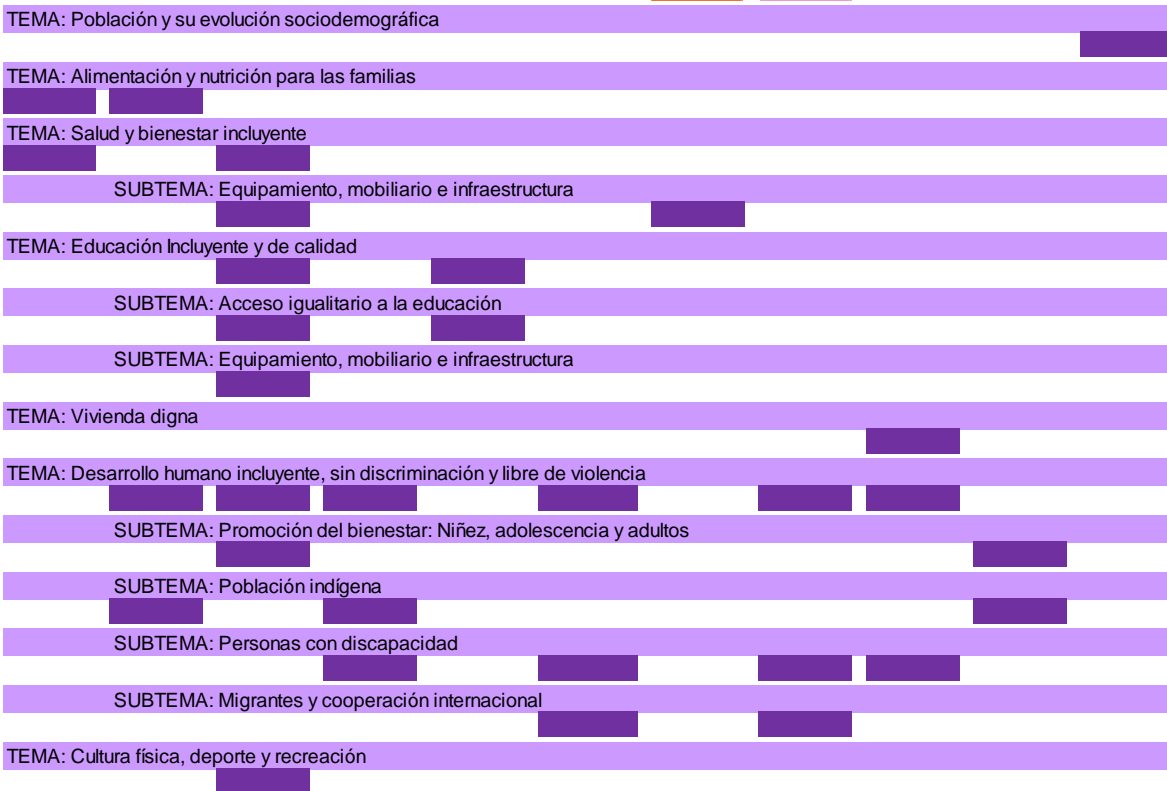 TEMA: Población y su evolución sociodemográfica
TEMA: Alimentación y nutrición para las familias
TEMA: Salud y bienestar incluyente
SUBTEMA: Equipamiento, mobiliario e infraestructura
TEMA: Educación Incluyente y de calidad
SUBTEMA: Acceso igualitario a la educación
SUBTEMA: Equipamiento, mobiliario e infraestructura
TEMA: Vivienda digna
TEMA: Desarrollo humano incluyente, sin discriminación y libre de violencia
SUBTEMA: Promoción del bienestar: Niñez, adolescencia y adultos
SUBTEMA: Población indígena
SUBTEMA: Personas con discapacidad
SUBTEMA: Migrantes y cooperación internacional
TEMA: Cultura física, deporte y recreación